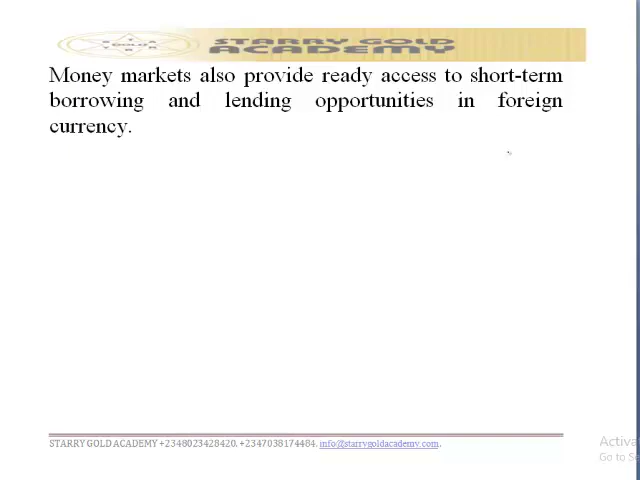 STARRY GOLD
ACADEMY
Money markets also provide ready access to short-term
borrowing and lending opportunities in foreign
currency.
STARRY GOLD ACADEMY +2348023428420. +2347038174484. info@starrygoldacademy.com.
Activa
Go to Se